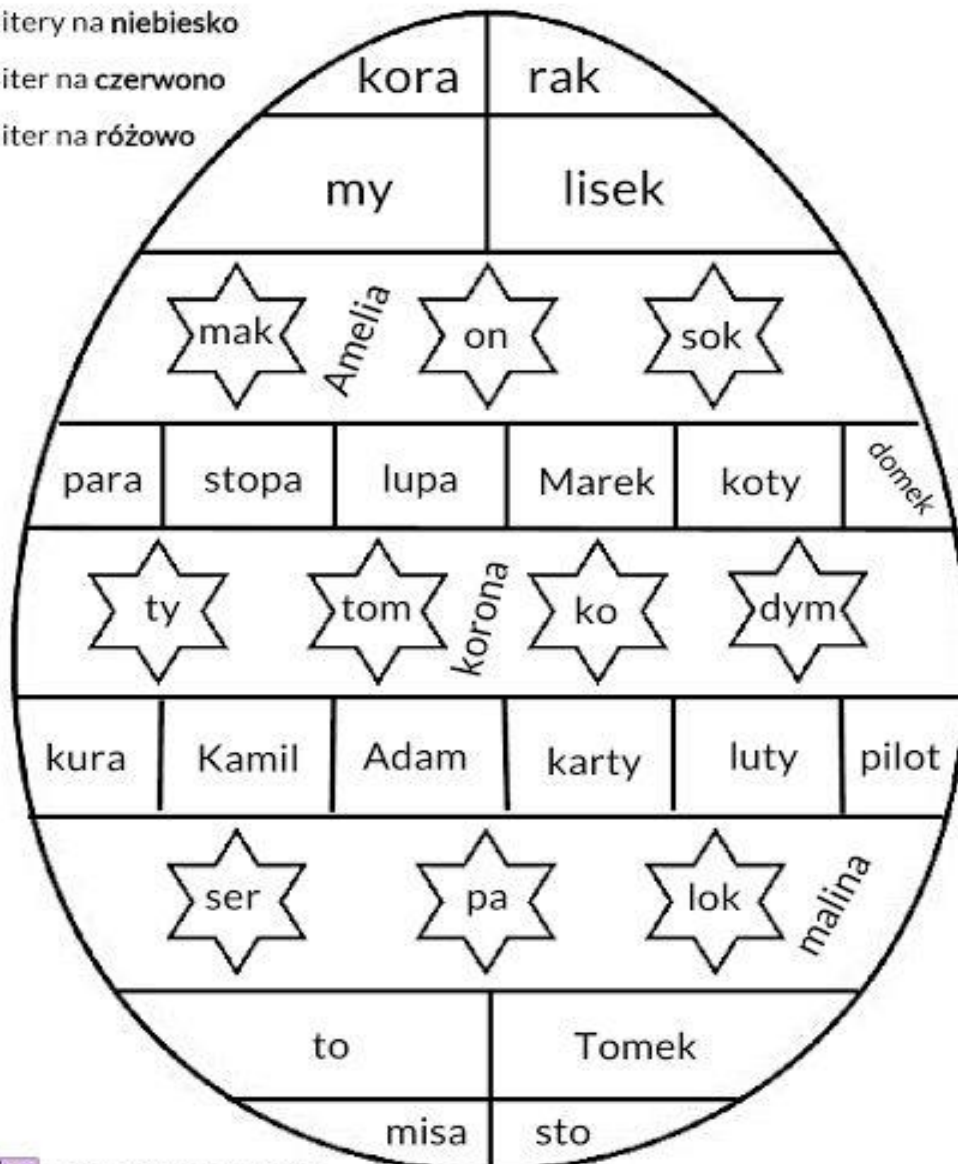 itery na niebiesko
iter na czerwono
iter na różowo
kora rak
my lisek
mak Amelia on sok
para stopa lupa Marek koty domek
ty tom korona ko dym
kura Kamil Adam karty luty pilot
ser pa lok malina
to Tomek
misa sto